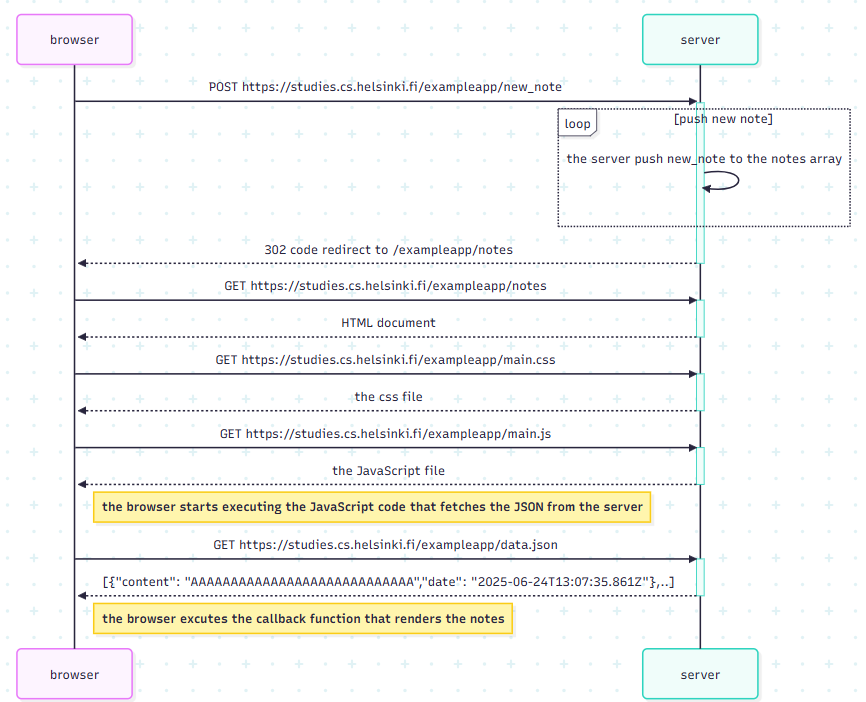 browser
server
POST https://studies.cs.helsinki.fi/exampleapp/new_note
loop
[push new note]
the server push new_note to the notes array
302 code redirect to /exampleapp/notes
GET https://studies.cs.helsinki.fi/exampleapp/notes
HTML document
GET https://studies.cs.helsinki.fi/exampleapp/main.css
the css file
GET https://studies.cs.helsinki.fi/exampleapp/main.js
the JavaScript file
the browser starts executing the JavaScript code that fetches the JSON from the server
GET https://studies.cs.helsinki.fi/exampleapp/data.json
[{"content": "AAAAAAAAAAAAAAAAAAAAAAAAAAAA","date": "2025-06-24T13:07:35.861Z"},..]
the browser excutes the callback function that renders the notes
browser
server